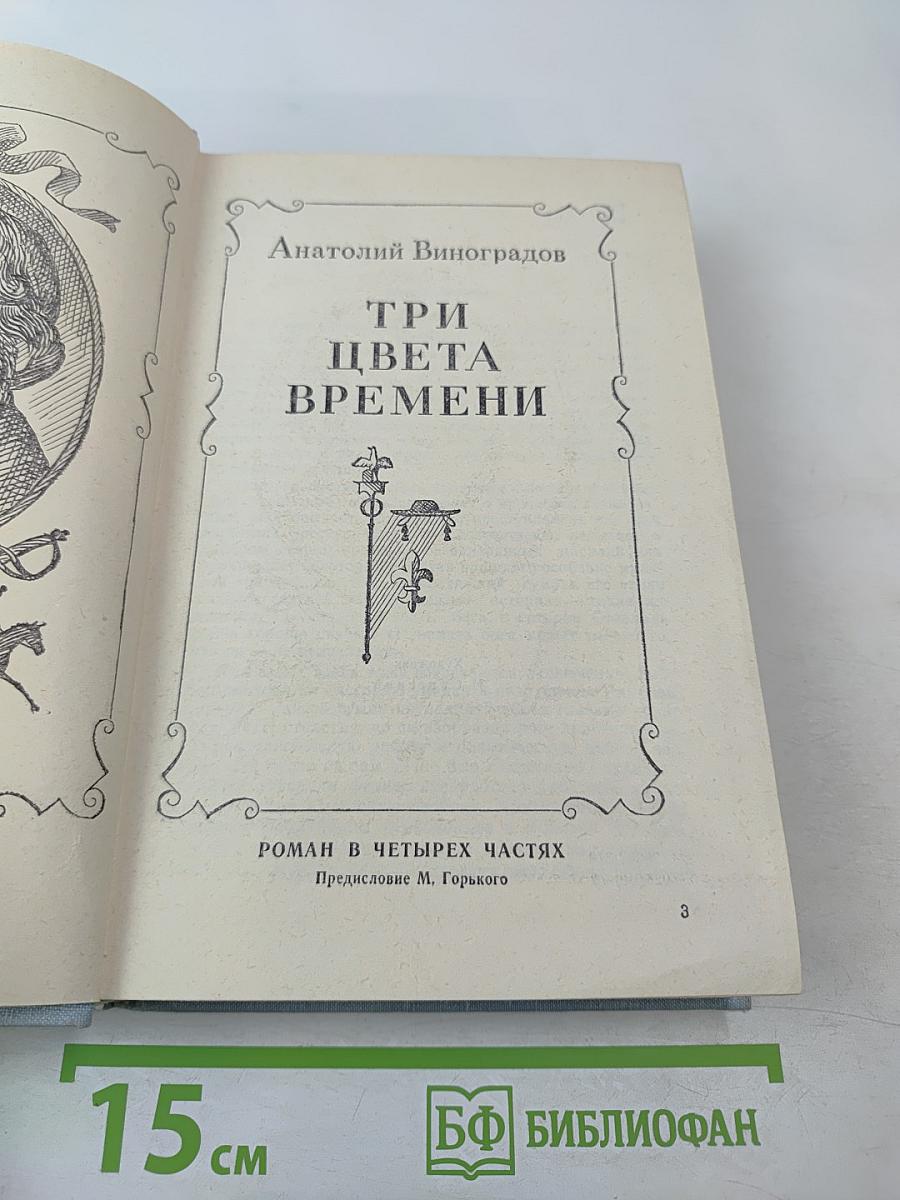 Анатолий Виноградов
ТРИ
ЦВЕТА
ВРЕМЕНИ
РОМАН В ЧЕТЫРЕХ ЧАСТЯХ
Предисловие М. Горького
3
15 см
БФ БИБЛИОФАН